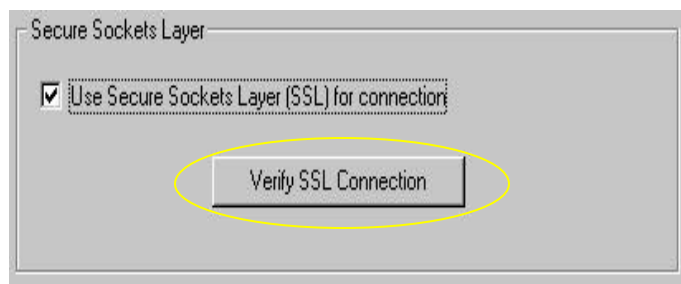 Secure Sockets Layer
Use Secure Sockets Layer (SSL) for connection
Verify SSL Connection